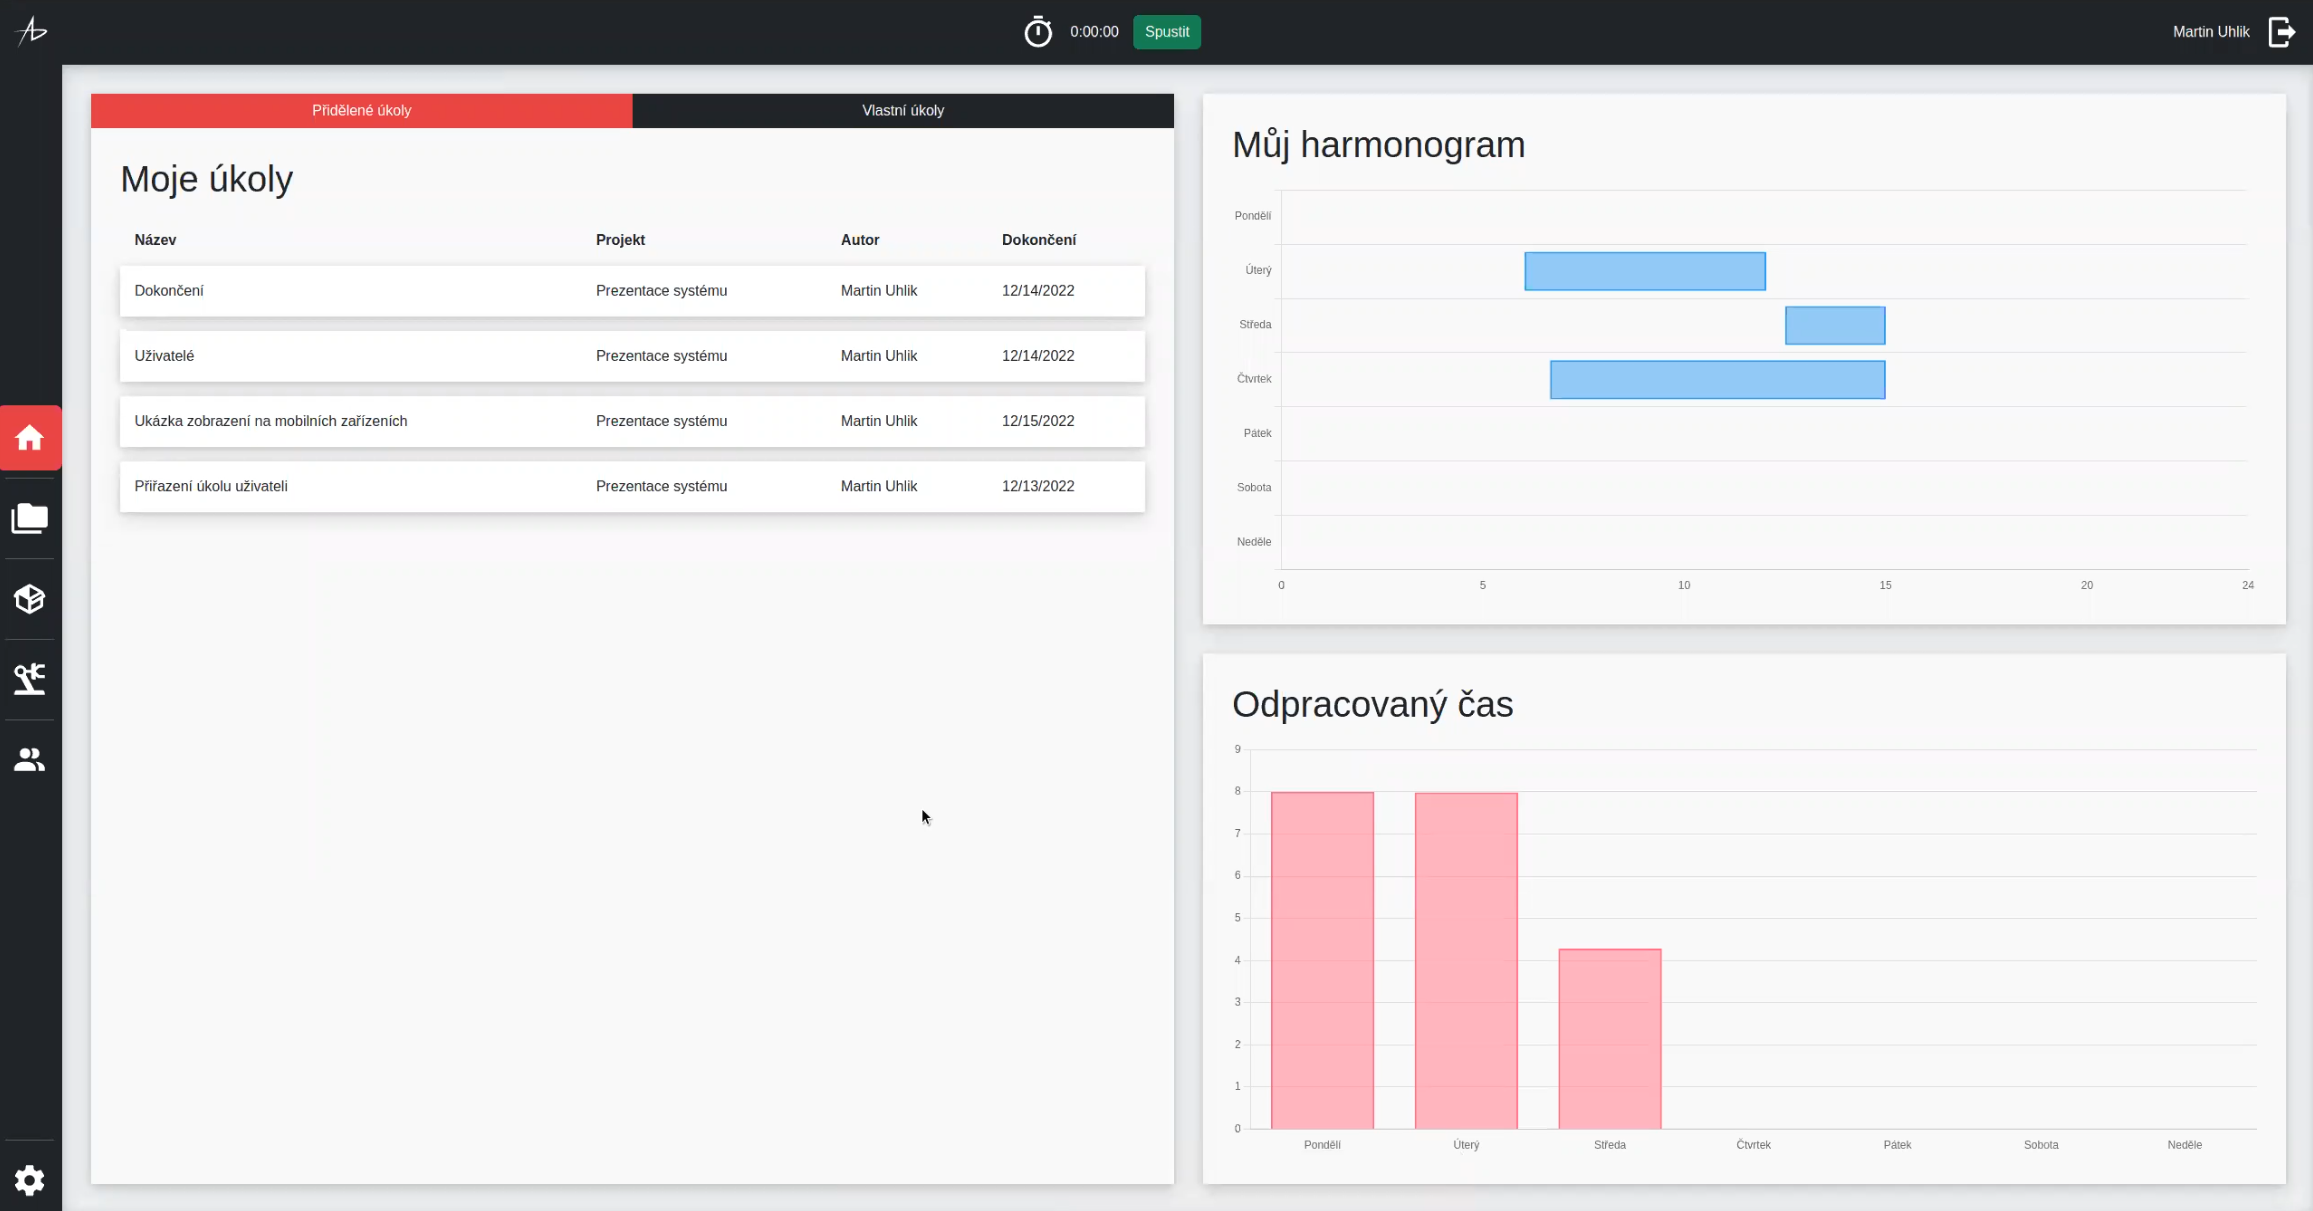 0:00:00 Spustit
Martin Uhlik
Přidělené úkoly
Vlastní úkoly
Moje úkoly
Název Projekt Autor Dokončení
Dokončení Prezentace systému Martin Uhlik 12/14/2022
Uživatelé Prezentace systému Martin Uhlik 12/14/2022
Ukázka zobrazení na mobilních zařízeních Prezentace systému Martin Uhlik 12/15/2022
Přiřazení úkolu uživateli Prezentace systému Martin Uhlik 12/13/2022
Můj harmonogram
Pondělí
Úterý
Středa
Čtvrtek
Pátek
Sobota
Neděle
0 5 10 15 20 24
Odpracovaný čas
9
8
7
6
5
4
3
2
1
0
Pondělí Úterý Středa Čtvrtek Pátek Sobota Neděle